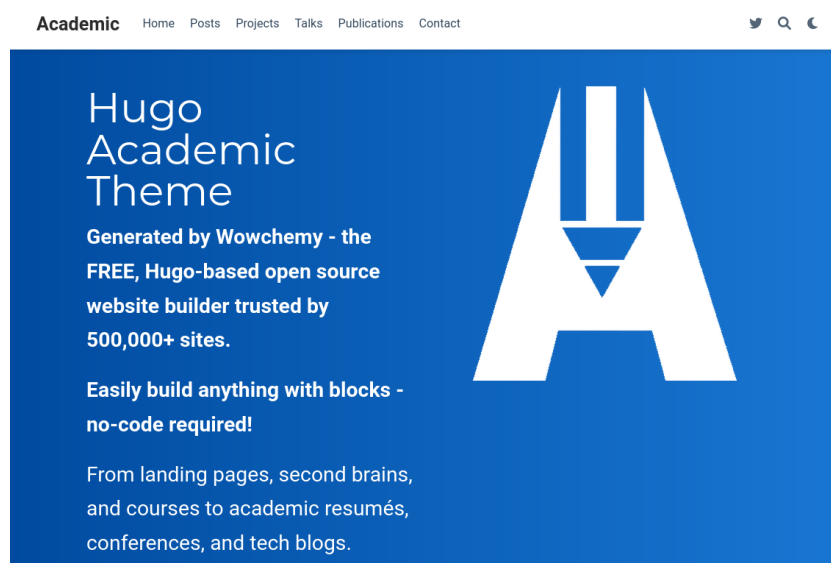 Academic Home Posts Projects Talks Publications Contact
Hugo
Academic
Theme
Generated by Wowchemy - the
FREE, Hugo-based open source
website builder trusted by
500,000+ sites.
Easily build anything with blocks -
no-code required!
From landing pages, second brains,
and courses to academic resumés,
conferences, and tech blogs.